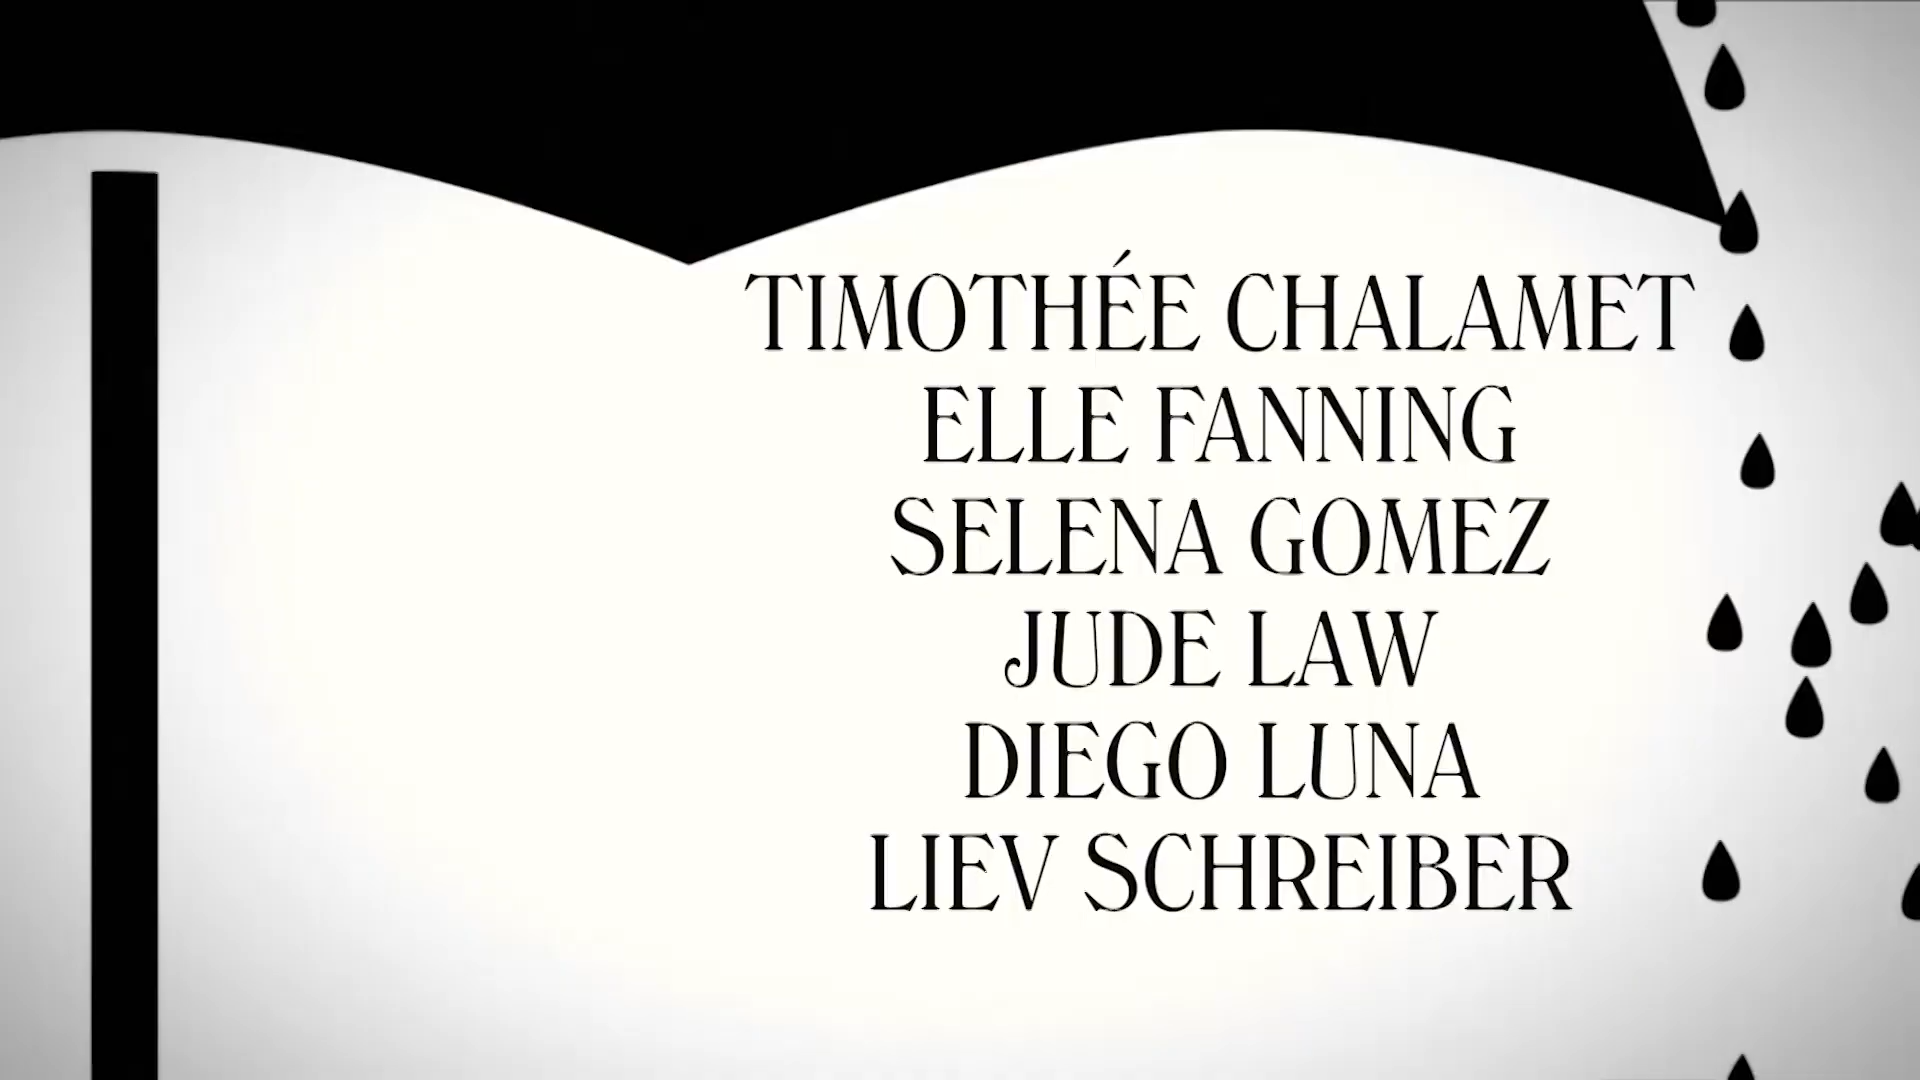 TIMOTHÉE CHALAMET
ELLE FANNING
SELENA GOMEZ
JUDE LAW
DIEGO LUNA
LIEV SCHREIBER